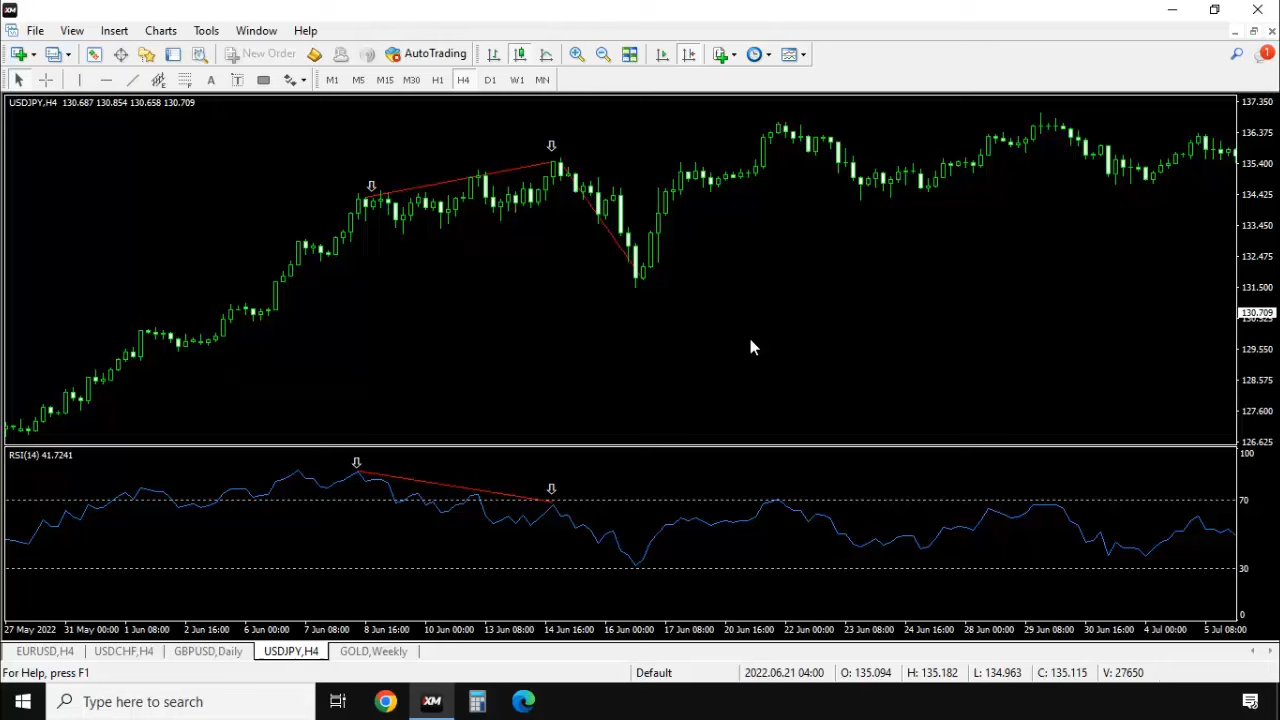 XM
File View Insert Charts Tools Window Help
New Order AutoTrading
A T M1 M5 M15 M30 H1 H4 D1 W1 MN
1
USDJPY,H4 130.687 130.854 130.658 130.709
137.350
136.375
135.400
134.425
133.450
132.475
131.500
130.709
130.525
129.550
128.575
127.600
126.625
RSI(14) 41.7241
100
70
30
0
27 May 2022 31 May 00:00 1 Jun 08:00 2 Jun 16:00 6 Jun 00:00 7 Jun 08:00 8 Jun 16:00 10 Jun 00:00 13 Jun 08:00 14 Jun 16:00 16 Jun 00:00 17 Jun 08:00 20 Jun 16:00 22 Jun 00:00 23 Jun 08:00 24 Jun 16:00 28 Jun 00:00 29 Jun 08:00 30 Jun 16:00 4 Jul 00:00 5 Jul 08:00
EURUSD,H4 USDCHF,H4 GBPUSD,Daily USDJPY,H4 GOLD,Weekly
For Help, press F1 Default 2022.06.21 04:00 O: 135.094 H: 135.182 L: 134.963 C: 135.115 V: 27650
Type here to search XM